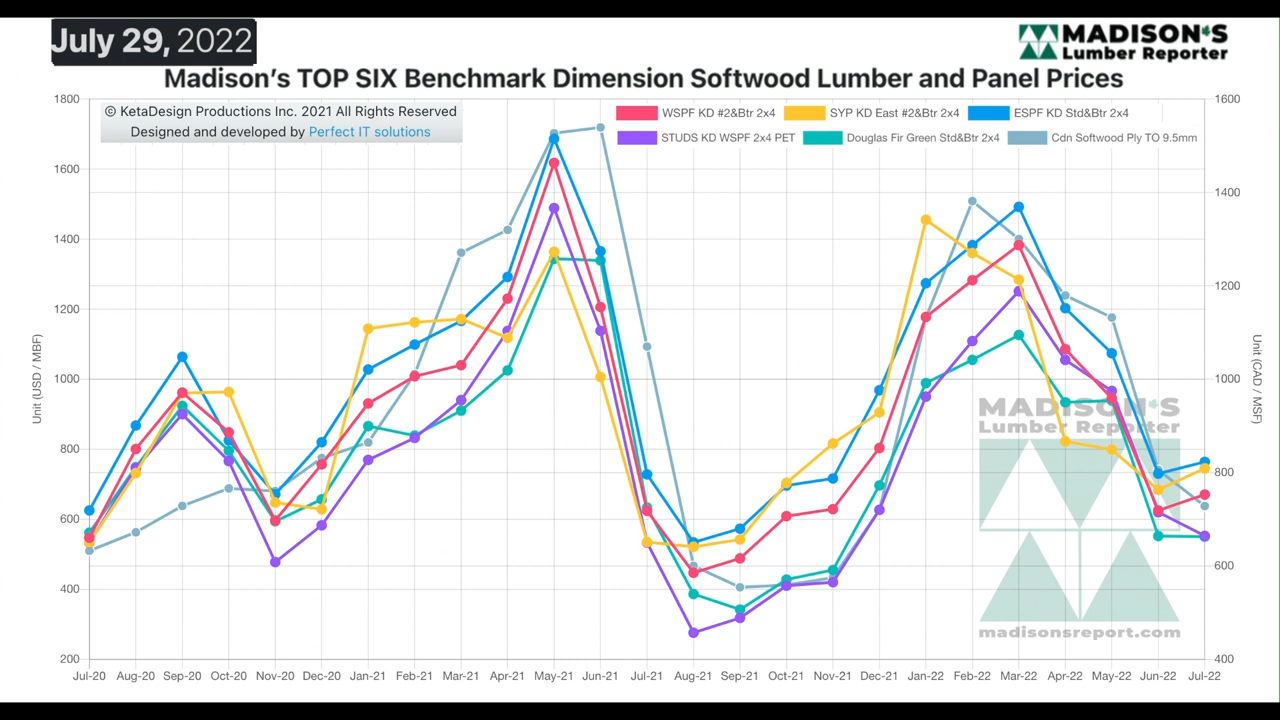 July 29, 2022
MADISON'S
Lumber Reporter
Madison's TOP SIX Benchmark Dimension Softwood Lumber and Panel Prices
© KetaDesign Productions Inc. 2021 All Rights Reserved
Designed and developed by Perfect IT solutions
WSPF KD #2&Btr 2x4
SYP KD East #2&Btr 2x4
ESPF KD Std&Btr 2x4
STUDS KD WSPF 2x4 PET
Douglas Fir Green Std&Btr 2x4
Cdn Softwood Ply TO 9.5mm
Unit (USD / MBF)
1800
1600
1400
1200
1000
800
600
400
200
1600
1400
1200
1000
800
600
400
Unit (CAD / MSF)
MADISON'S
Lumber Reporter
madisonsreport.com
Jul-20 Aug-20 Sep-20 Oct-20 Nov-20 Dec-20 Jan-21 Feb-21 Mar-21 Apr-21 May-21 Jun-21 Jul-21 Aug-21 Sep-21 Oct-21 Nov-21 Dec-21 Jan-22 Feb-22 Mar-22 Apr-22 May-22 Jun-22 Jul-22